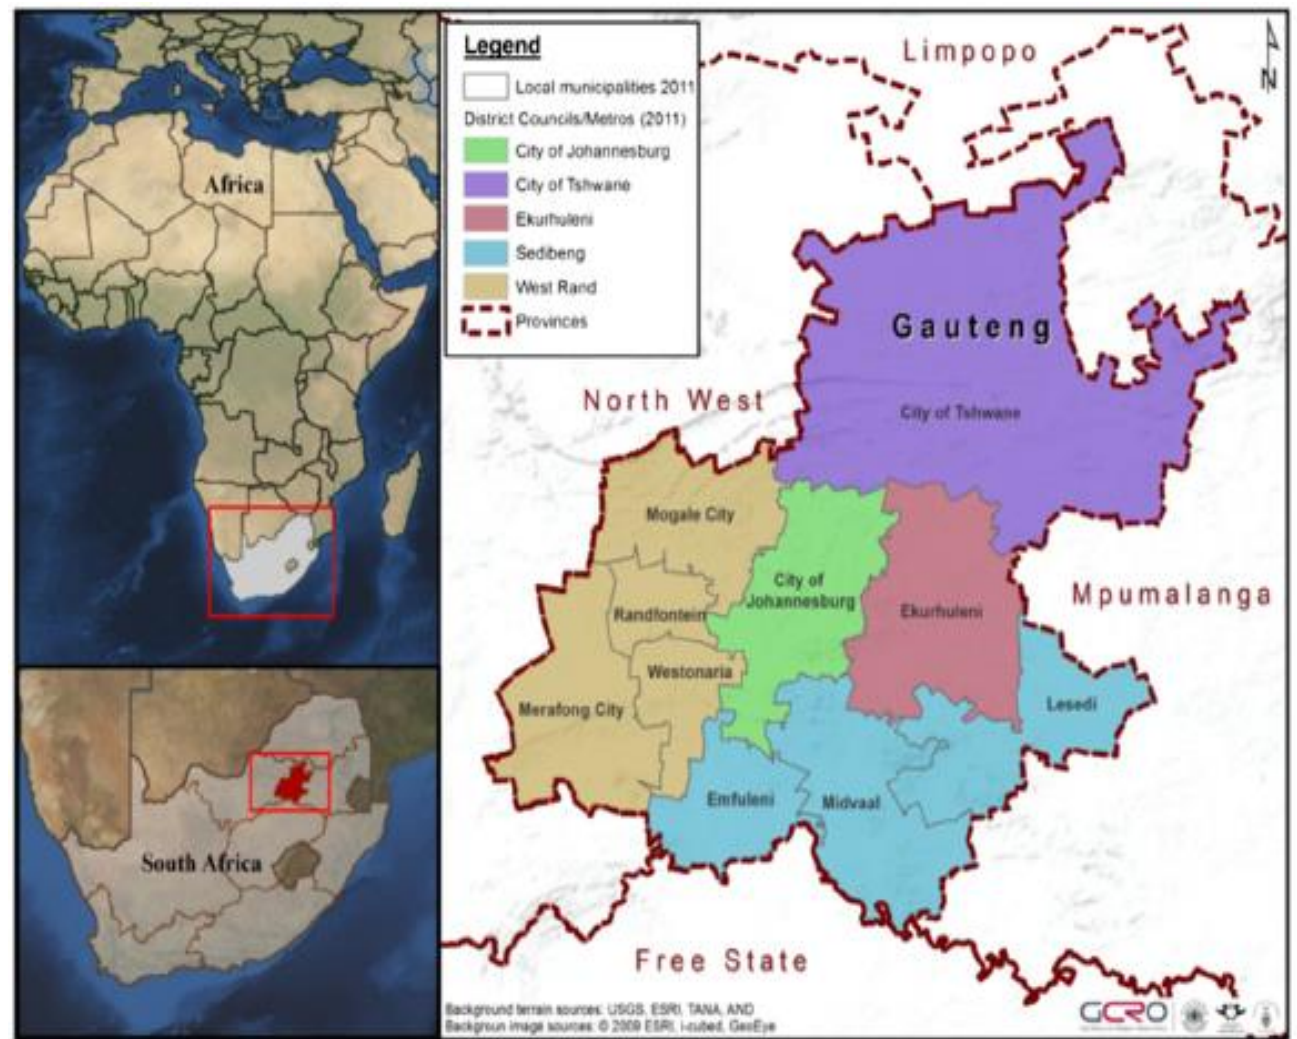 Africa
South Africa
Legend
Local municipalities 2011
District Councils/Metros (2011)
City of Johannesburg
City of Tshwane
Ekurhuleni
Sedibeng
West Rand
Provinces
Limpopo
N
Gauteng
North West
City of Tshwane
Mogale City
City of
Johannesburg
Mpumalanga
Randfontein
Ekurhuleni
Westonaria
Merafong City
Lesedi
Emfuleni
Midvaal
Free State
Background terrain sources: USGS, ESRI, TANA, AND
Backgroun image sources: © 2009 ESRI, i-cubed, GeoEye
GCRO